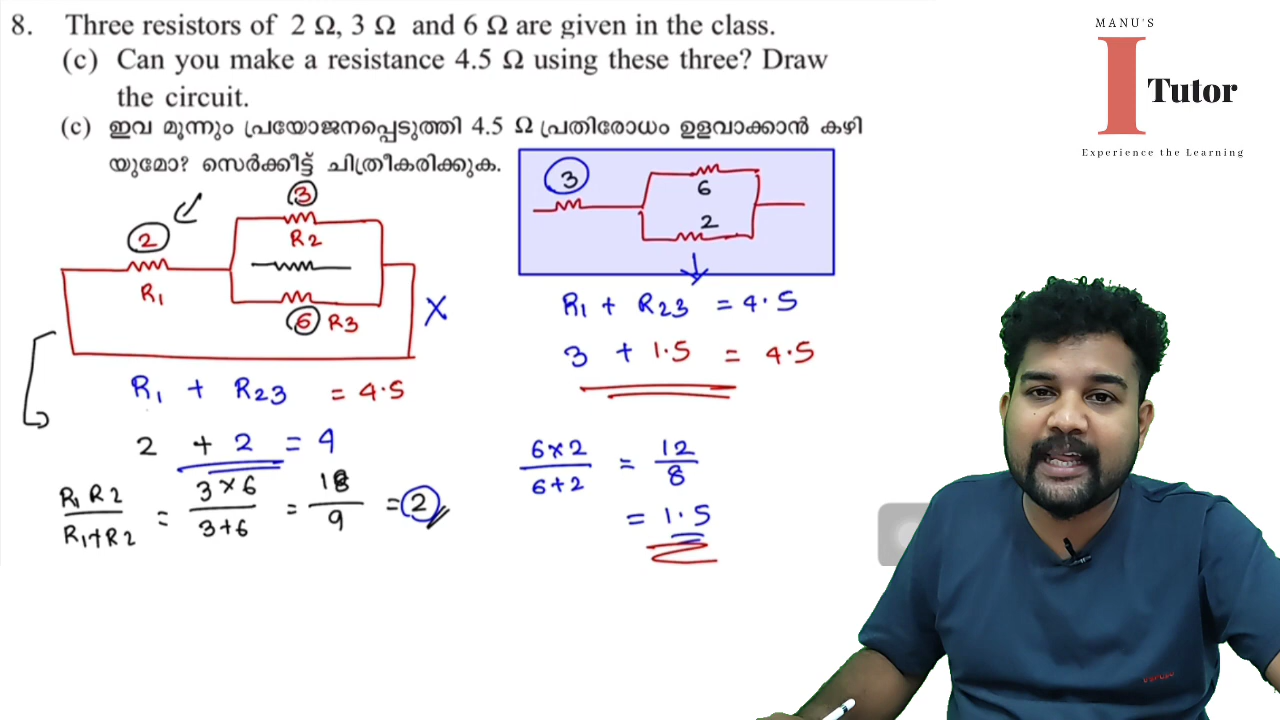 8. Three resistors of 2 Ω, 3 Ω and 6 Ω are given in the class.
(c) Can you make a resistance 4.5 Ω using these three? Draw
the circuit.
(c) ഇവ മൂന്നും പ്രയോജനപ്പെടുത്തി 4.5 Ω പ്രതിരോധം ഉളവാക്കാൻ കഴി
യുമോ? സെർക്കീട്ട് ചിത്രീകരിക്കുക.
MANU'S
I Tutor
Experience the Learning
3
2
R2
R1
6 R3
X
R1 + R23 = 4.5
2 + 2 = 4
R1 R2 / R1+R2 = 3×6 / 3+6 = 18 / 9 = 2
3
6
2
R1 + R23 = 4.5
3 + 1.5 = 4.5
6×2 / 6+2 = 12 / 8
= 1.5